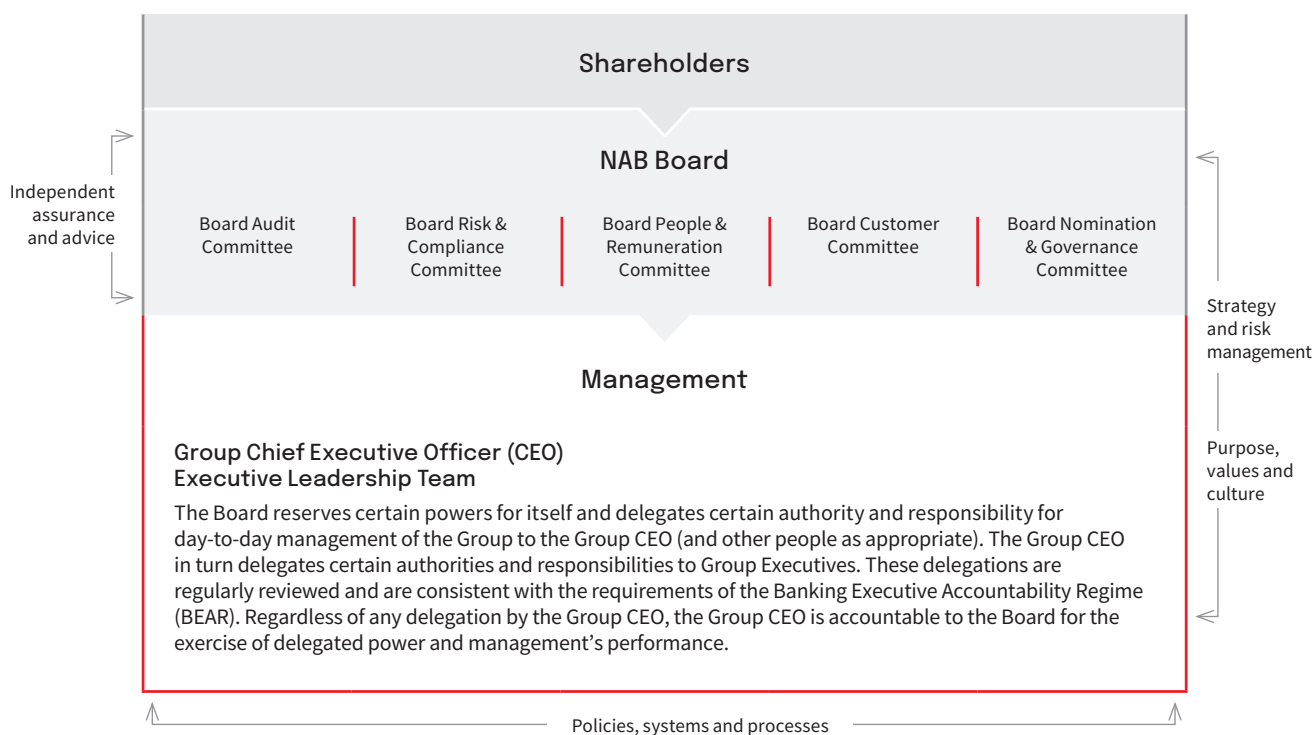 Shareholders
NAB Board
Independent
assurance
and advice
Board Audit
Committee
Board Risk &
Compliance
Committee
Board People &
Remuneration
Committee
Board Customer
Committee
Board Nomination
& Governance
Committee
Strategy
and risk
management
Management
Group Chief Executive Officer (CEO)
Executive Leadership Team
The Board reserves certain powers for itself and delegates certain authority and responsibility for
day-to-day management of the Group to the Group CEO (and other people as appropriate). The Group CEO
in turn delegates certain authorities and responsibilities to Group Executives. These delegations are
regularly reviewed and are consistent with the requirements of the Banking Executive Accountability Regime
(BEAR). Regardless of any delegation by the Group CEO, the Group CEO is accountable to the Board for the
exercise of delegated power and management’s performance.
Purpose,
values and
culture
Policies, systems and processes